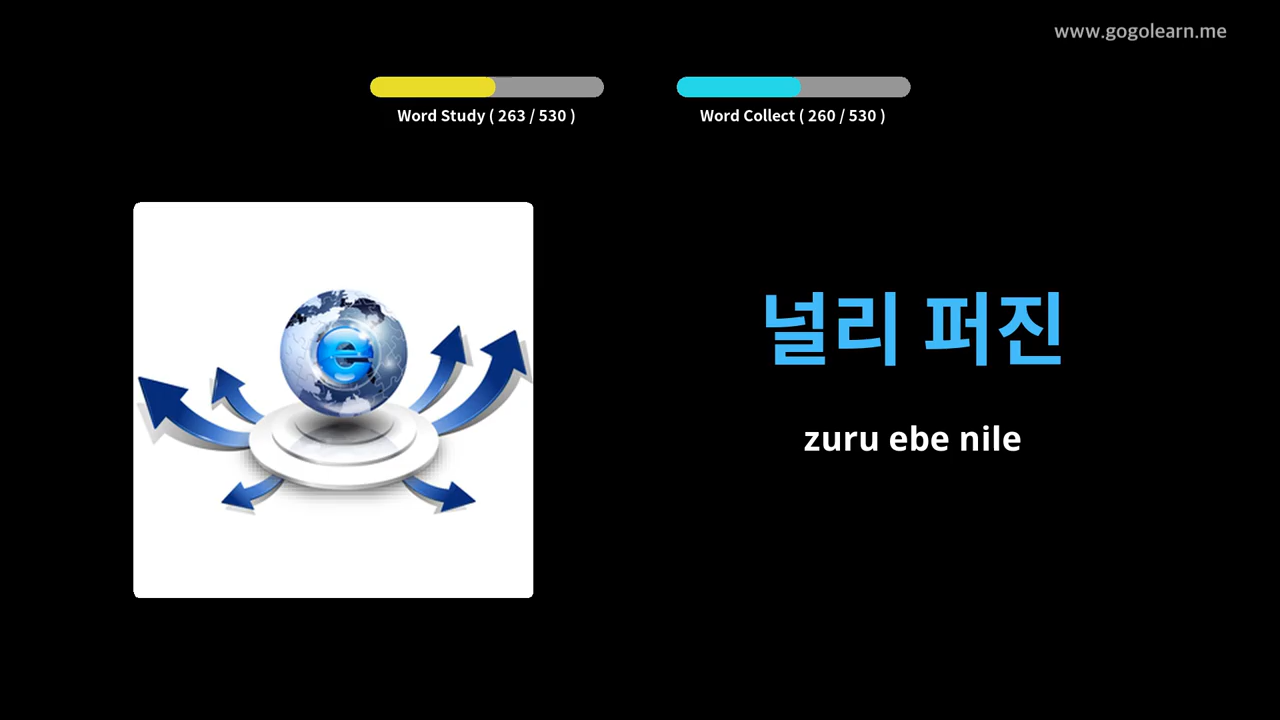 www.gogolearn.me
Word Study ( 263 / 530 )
Word Collect ( 260 / 530 )
e
널리 퍼진
zuru ebe nile